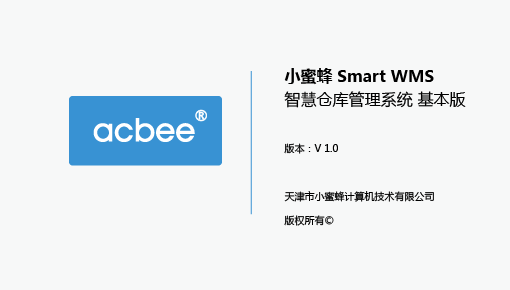 acbee®
小蜜蜂 Smart WMS
智慧仓库管理系统 基本版
版本：V 1.0
天津市小蜜蜂计算机技术有限公司
版权所有©